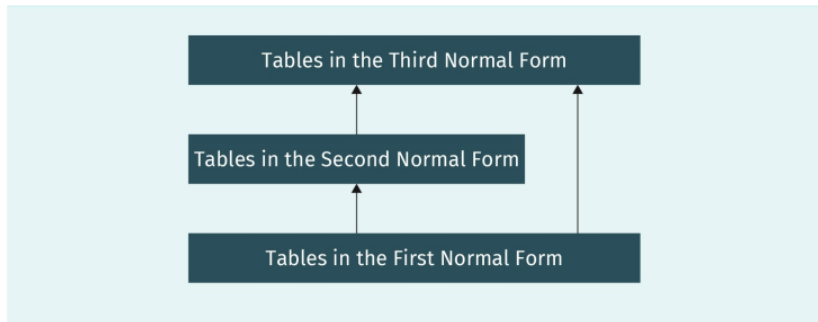 Tables in the Third Normal Form
Tables in the Second Normal Form
Tables in the First Normal Form